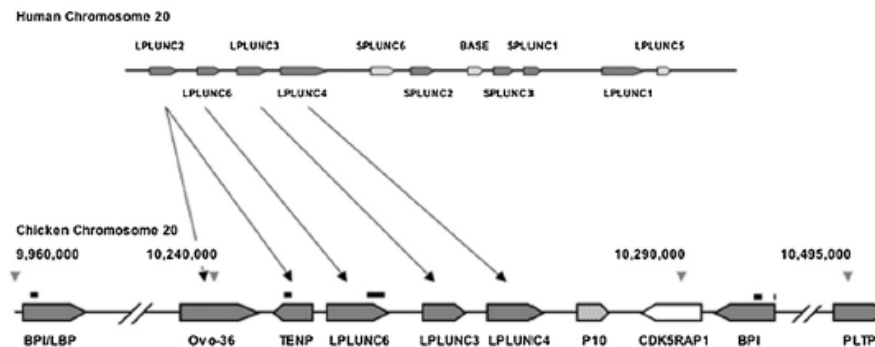 Human Chromosome 20
LPLUNC2 LPLUNC3 SPLUNC6 BASE SPLUNC1 LPLUNC5
LPLUNC6 LPLUNC4 SPLUNC2 SPLUNC3 LPLUNC1
Chicken Chromosome 20
9,960,000 10,240,000 10,290,000 10,495,000
BPI/LBP Ovo-36 TENP LPLUNC6 LPLUNC3 LPLUNC4 P10 CDK5RAP1 BPI PLTP